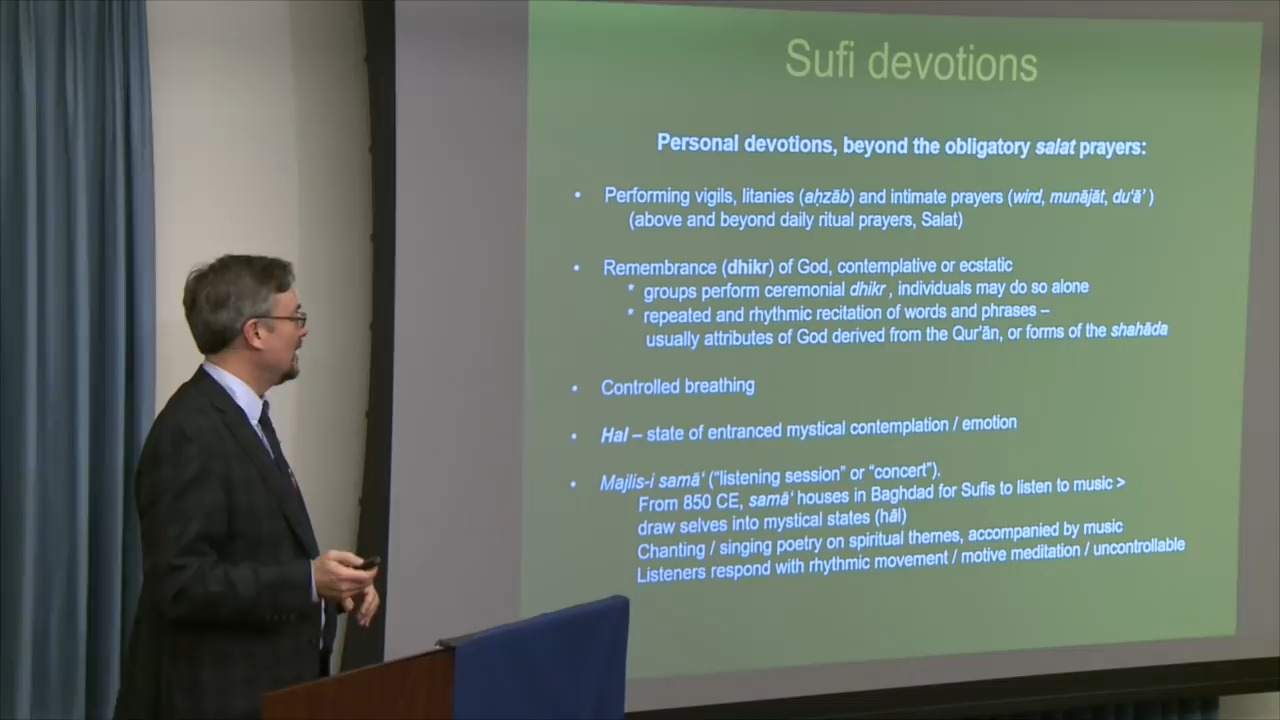 Sufi devotions
Personal devotions, beyond the obligatory salat prayers:
• Performing vigils, litanies (aḥzāb) and intimate prayers (wird, munājāt, du‘ā’ )
(above and beyond daily ritual prayers, Salat)
• Remembrance (dhikr) of God, contemplative or ecstatic
* groups perform ceremonial dhikr , individuals may do so alone
* repeated and rhythmic recitation of words and phrases –
usually attributes of God derived from the Qur’ān, or forms of the shahāda
• Controlled breathing
• Hal – state of entranced mystical contemplation / emotion
• Majlis-i samā‘ (“listening session” or “concert”).
From 850 CE, samā‘ houses in Baghdad for Sufis to listen to music >
draw selves into mystical states (hāl)
Chanting / singing poetry on spiritual themes, accompanied by music
Listeners respond with rhythmic movement / motive meditation / uncontrollable